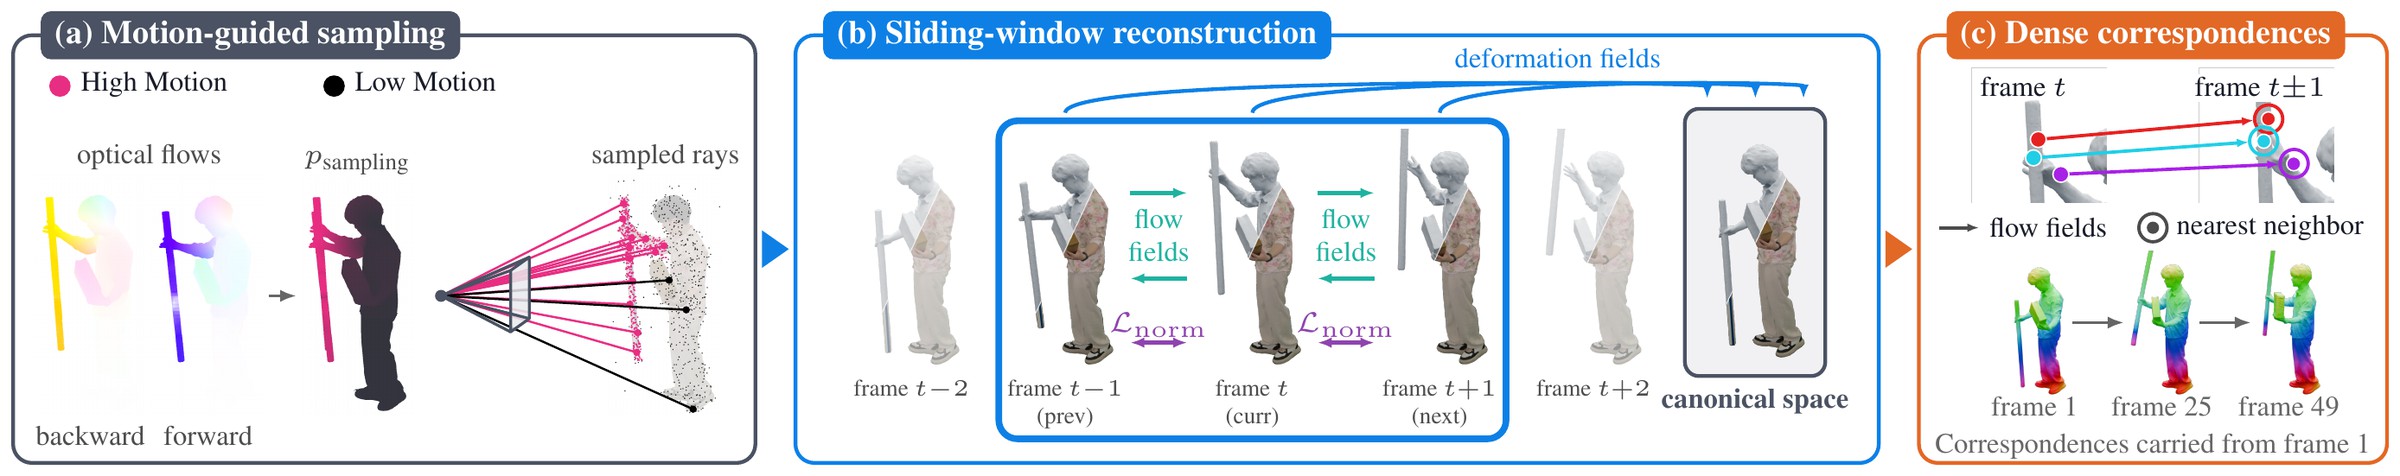 (a) Motion-guided sampling
High Motion
Low Motion
optical flows
p_sampling
sampled rays
backward
forward
(b) Sliding-window reconstruction
deformation fields
flow fields
flow fields
ℒ_norm
ℒ_norm
frame t−2
frame t−1
(prev)
frame t
(curr)
frame t+1
(next)
frame t+2
canonical space
(c) Dense correspondences
frame t
frame t±1
flow fields
nearest neighbor
frame 1
frame 25
frame 49
Correspondences carried from frame 1